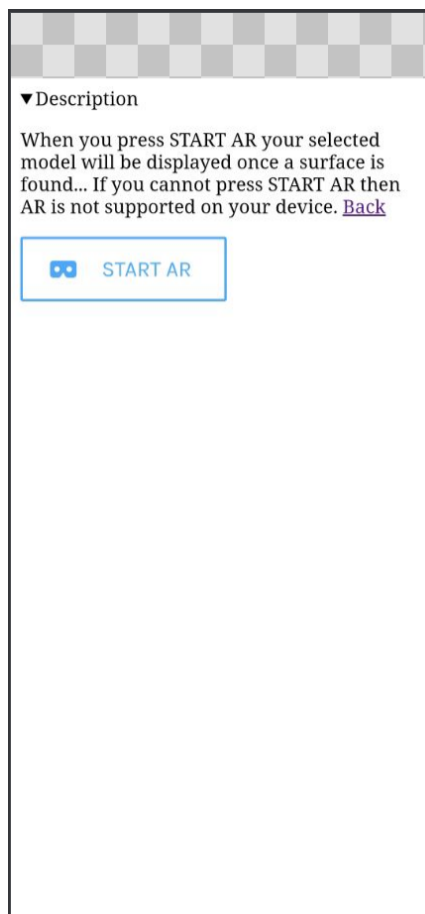 ▼Description
When you press START AR your selected
model will be displayed once a surface is
found... If you cannot press START AR then
AR is not supported on your device. Back
START AR